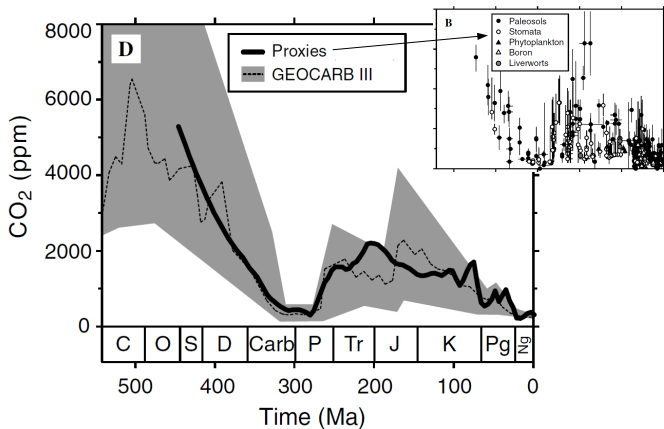 D
Proxies
GEOCARB III
B
Paleosols
Stomata
Phytoplankton
Boron
Liverworts
8000
6000
4000
2000
0
CO2 (ppm)
C O S D Carb P Tr J K Pg Ng
500 400 300 200 100 0
Time (Ma)